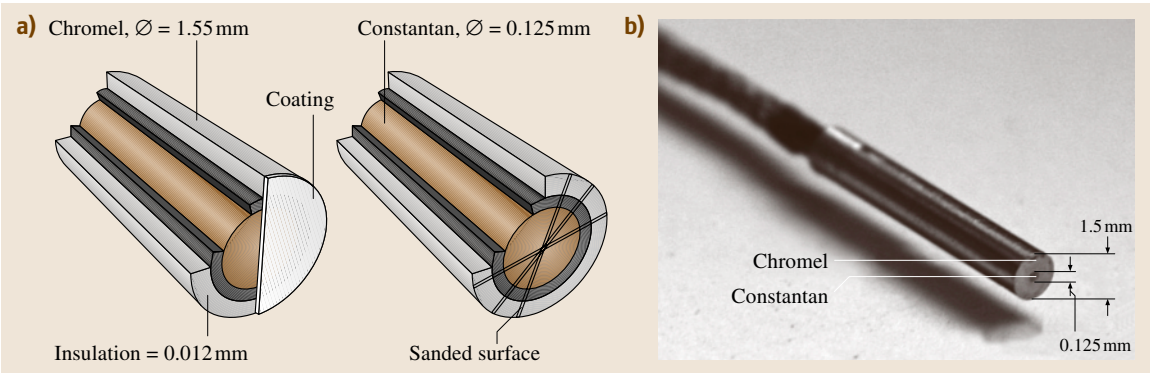 a) Chromel, ∅ = 1.55 mm
Constantan, ∅ = 0.125 mm
Coating
Insulation = 0.012 mm
Sanded surface
b)
1.5 mm
Chromel
Constantan
0.125 mm